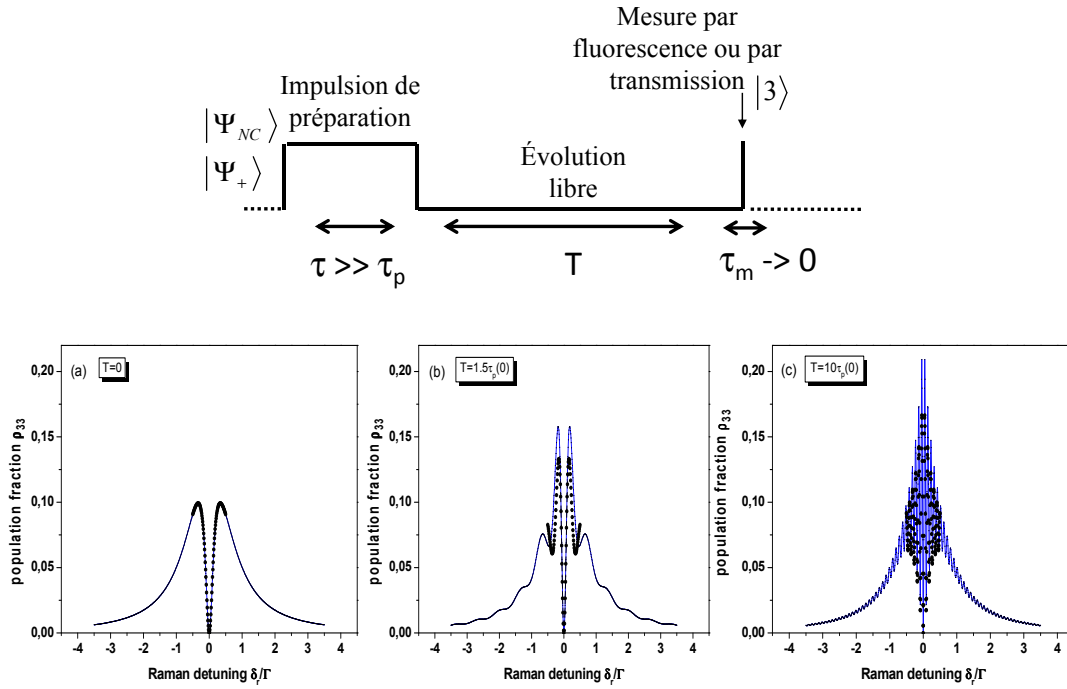 Mesure par
fluorescence ou par
transmission
|3⟩
Impulsion de
préparation
|Ψ_NC⟩
|Ψ_+⟩
Évolution
libre
τ >> τ_p
T
τ_m -> 0
(a)
T=0
0,20
0,15
0,10
0,05
0,00
population fraction ρ_33
-4 -3 -2 -1 0 1 2 3 4
Raman detuning δ_r/Γ
(b)
T=1.5τ_p(0)
0,20
0,15
0,10
0,05
0,00
population fraction ρ_33
-4 -3 -2 -1 0 1 2 3 4
Raman detuning δ_r/Γ
(c)
T=10τ_p(0)
0,20
0,15
0,10
0,05
0,00
population fraction ρ_33
-4 -3 -2 -1 0 1 2 3 4
Raman detuning δ_r/Γ